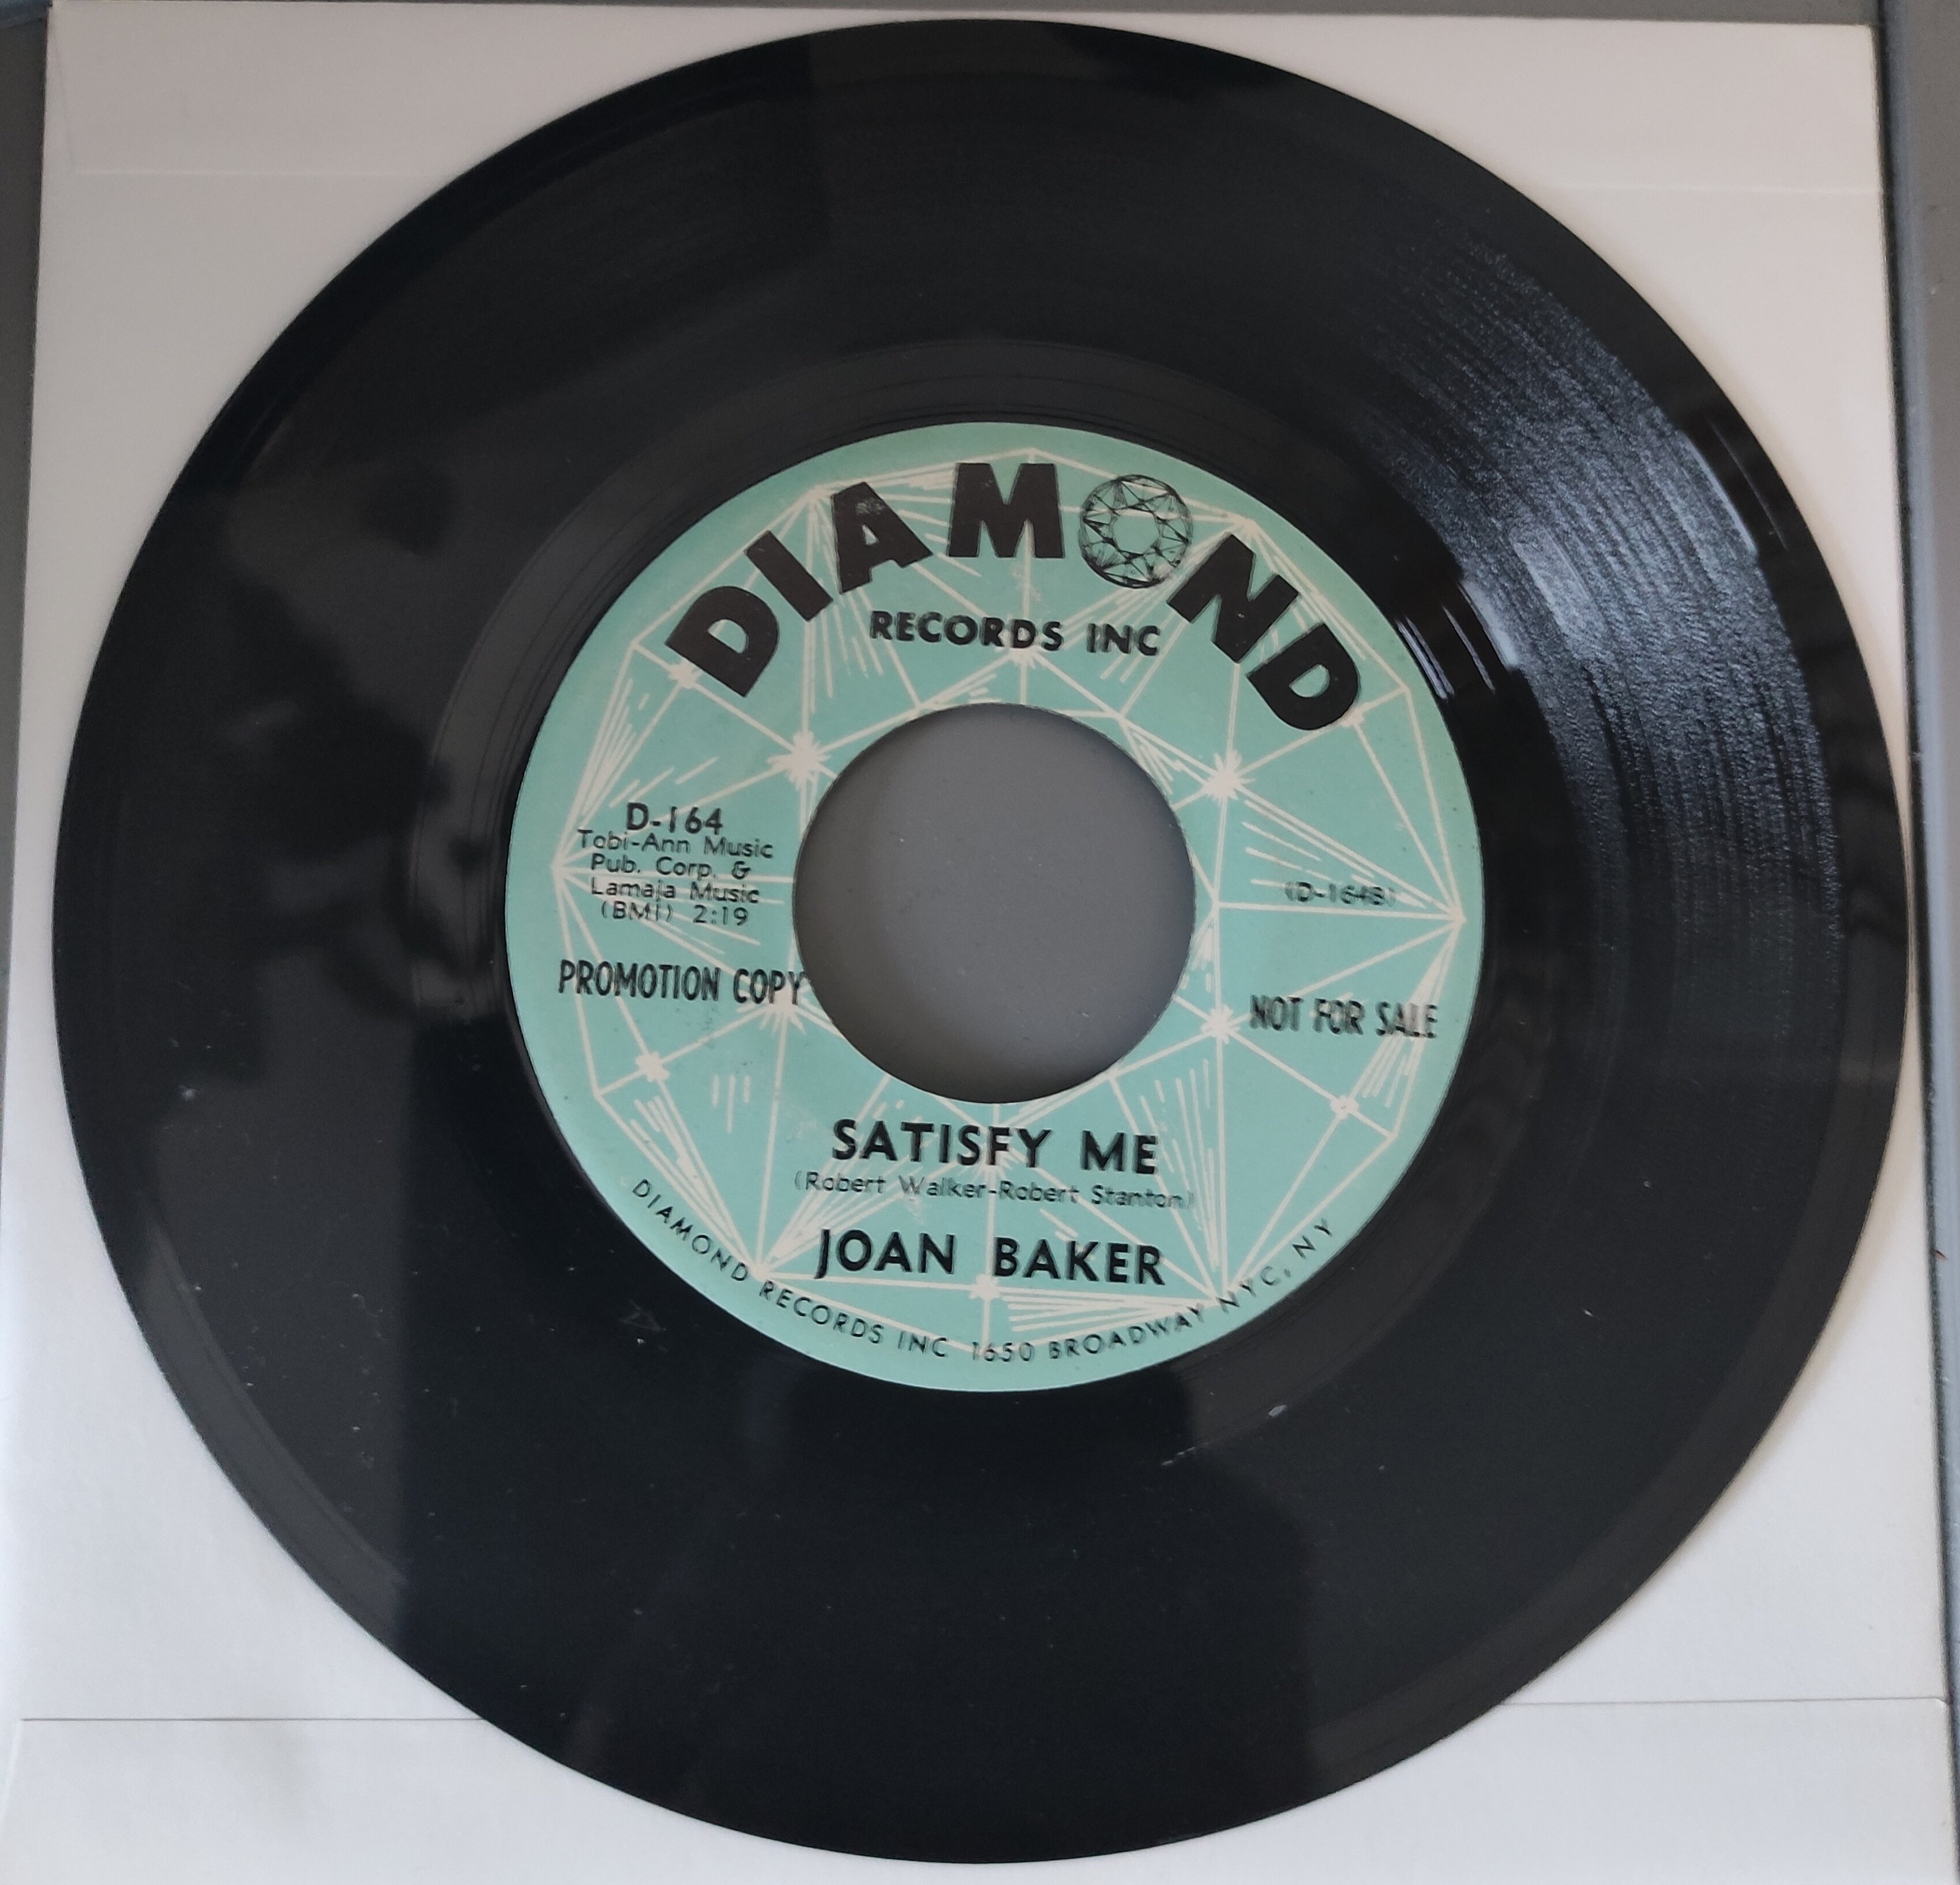 DIAMOND
RECORDS INC
D-164
Tobi-Ann Music
Pub. Corp. &
Lamaja Music
(BMI) 2:19
(D-164B)
PROMOTION COPY
NOT FOR SALE
SATISFY ME
(Robert Walker-Robert Stanton)
JOAN BAKER
DIAMOND RECORDS INC 1650 BROADWAY NYC, NY